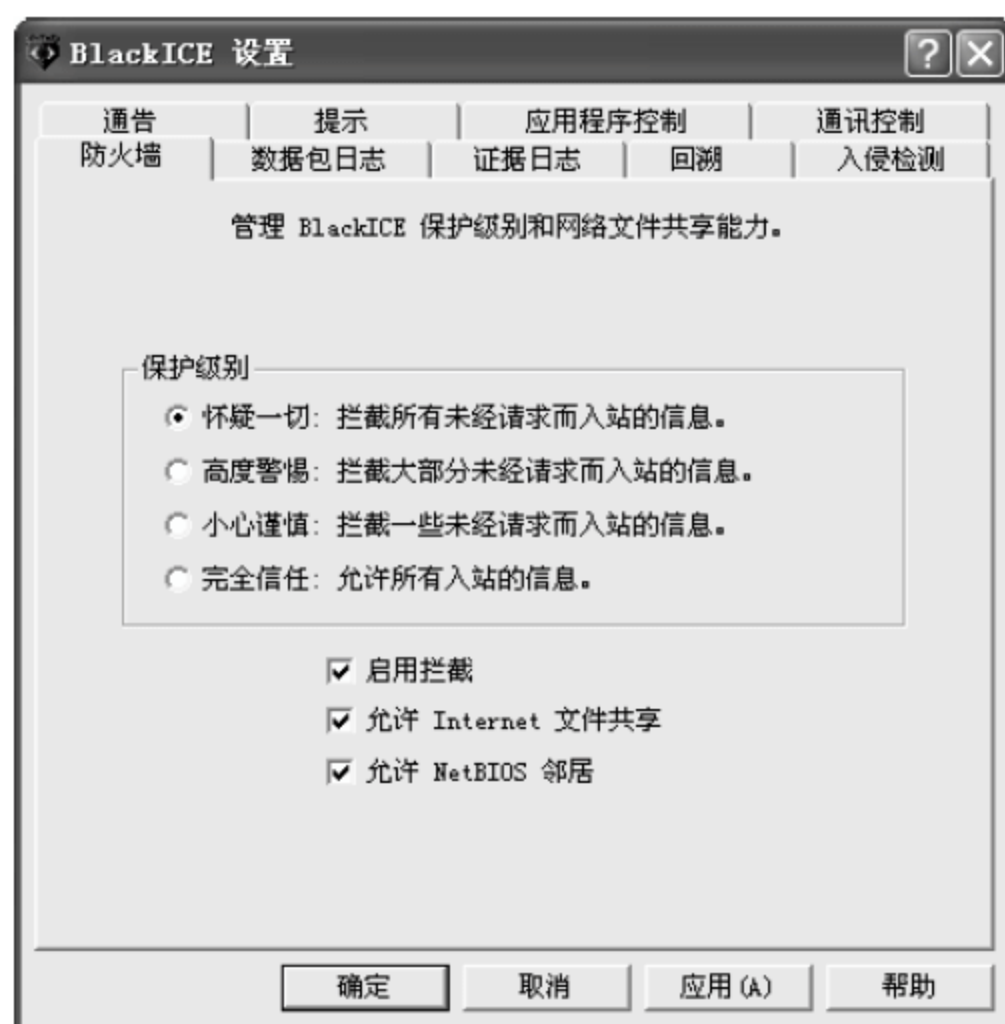 BlackICE 设置
通告 提示 应用程序控制 通讯控制
防火墙 数据包日志 证据日志 回溯 入侵检测
管理 BlackICE 保护级别和网络文件共享能力。
保护级别
怀疑一切: 拦截所有未经请求而入站的信息。
高度警惕: 拦截大部分未经请求而入站的信息。
小心谨慎: 拦截一些未经请求而入站的信息。
完全信任: 允许所有入站的信息。
启用拦截
允许 Internet 文件共享
允许 NetBIOS 邻居
确定 取消 应用(A) 帮助